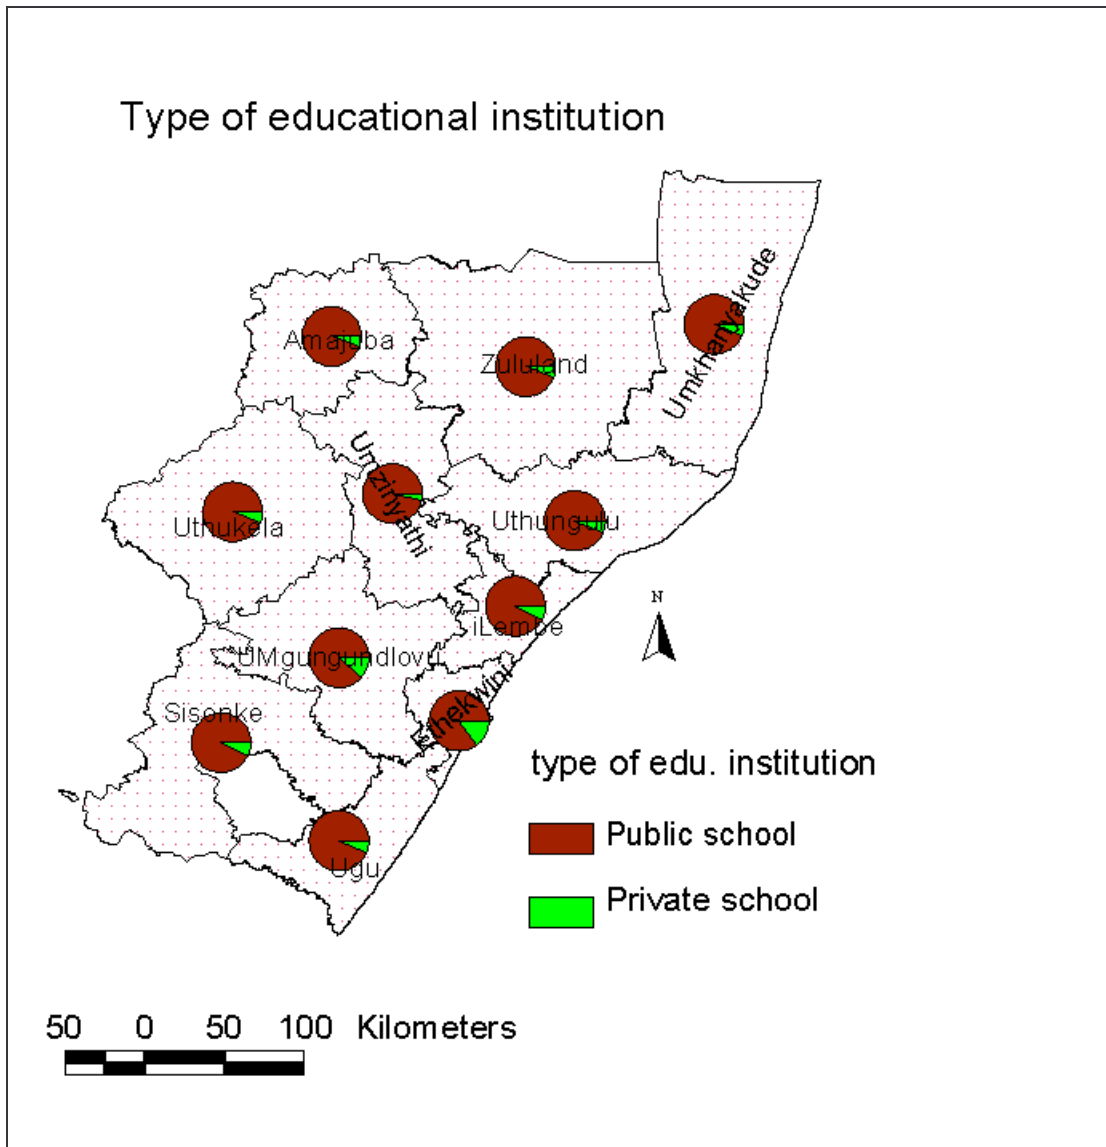 Type of educational institution
Umkhanyakude
Amajuba
Zululand
Umzinyathi
Uthukela
Uthungulu
iLembe
N
UMgungundlovu
Sisonke
type of edu. institution
Public school
Ugu
Private school
50 0 50 100 Kilometers